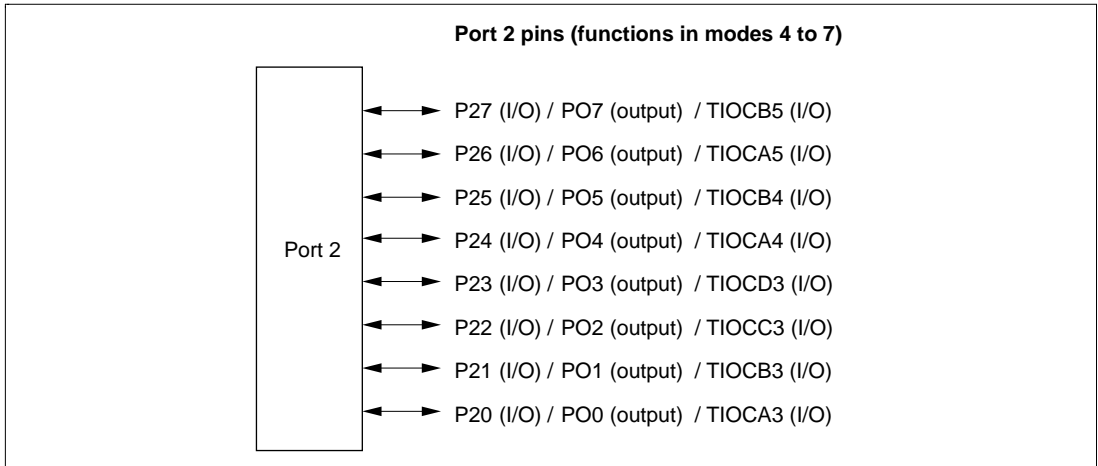 Port 2 pins (functions in modes 4 to 7)
P27 (I/O) / PO7 (output) / TIOCB5 (I/O)
P26 (I/O) / PO6 (output) / TIOCA5 (I/O)
P25 (I/O) / PO5 (output) / TIOCB4 (I/O)
P24 (I/O) / PO4 (output) / TIOCA4 (I/O)
Port 2
P23 (I/O) / PO3 (output) / TIOCD3 (I/O)
P22 (I/O) / PO2 (output) / TIOCC3 (I/O)
P21 (I/O) / PO1 (output) / TIOCB3 (I/O)
P20 (I/O) / PO0 (output) / TIOCA3 (I/O)